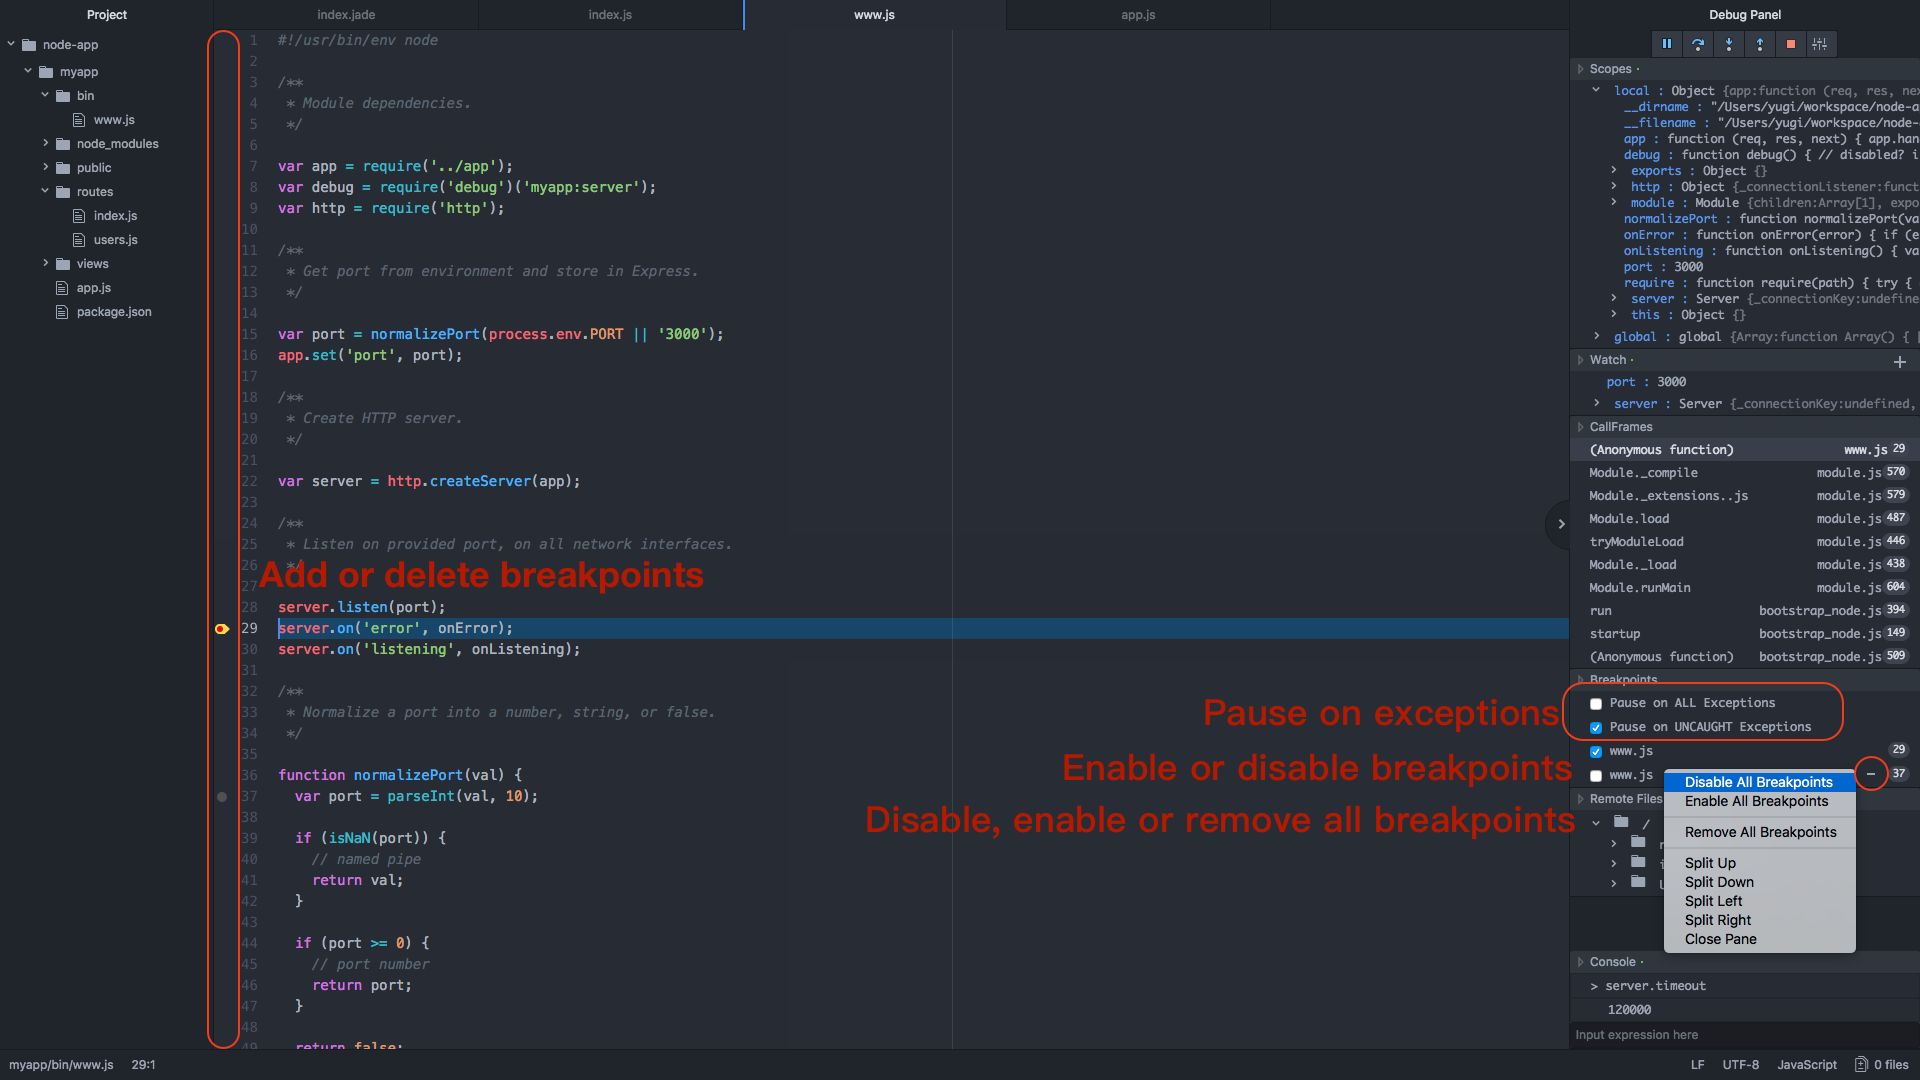 Project
index.jade
index.js
www.js
app.js
Debug Panel
node-app
myapp
bin
www.js
node_modules
public
routes
index.js
users.js
views
app.js
package.json
1 #!/usr/bin/env node
2
3 /**
4  * Module dependencies.
5  */
6
7 var app = require('../app');
8 var debug = require('debug')('myapp:server');
9 var http = require('http');
10
11 /**
12  * Get port from environment and store in Express.
13  */
14
15 var port = normalizePort(process.env.PORT || '3000');
16 app.set('port', port);
17
18 /**
19  * Create HTTP server.
20  */
21
22 var server = http.createServer(app);
23
24 /**
25  * Listen on provided port, on all network interfaces.
26  */
Add or delete breakpoints
27
28 server.listen(port);
29 server.on('error', onError);
30 server.on('listening', onListening);
31
32 /**
33  * Normalize a port into a number, string, or false.
34  */
35
36 function normalizePort(val) {
37   var port = parseInt(val, 10);
38
39   if (isNaN(port)) {
40     // named pipe
41     return val;
42   }
43
44   if (port >= 0) {
45     // port number
46     return port;
47   }
48
49   return false;
Pause on exceptions
Enable or disable breakpoints
Disable, enable or remove all breakpoints
Scopes
local : Object {app:function (req, res, nex
__dirname : "/Users/yugi/workspace/node-a
__filename : "/Users/yugi/workspace/node-
app : function (req, res, next) { app.han
debug : function debug() { // disabled? i
exports : Object {}
http : Object {_connectionListener:funct
module : Module {children:Array[1], expo
normalizePort : function normalizePort(va
onError : function onError(error) { if (e
onListening : function onListening() { va
port : 3000
require : function require(path) { try {
server : Server {_connectionKey:undefine
this : Object {}
global : global {Array:function Array() { [
Watch +
port : 3000
server : Server {_connectionKey:undefined,
CallFrames
(Anonymous function) www.js 29
Module._compile module.js 570
Module._extensions..js module.js 579
Module.load module.js 487
tryModuleLoad module.js 446
Module._load module.js 438
Module.runMain module.js 604
run bootstrap_node.js 394
startup bootstrap_node.js 149
(Anonymous function) bootstrap_node.js 509
Breakpoints
Pause on ALL Exceptions
Pause on UNCAUGHT Exceptions
www.js 29
www.js 37
Remote Files
/
Disable All Breakpoints
Enable All Breakpoints
Remove All Breakpoints
Split Up
Split Down
Split Left
Split Right
Close Pane
Console
> server.timeout
120000
Input expression here
myapp/bin/www.js 29:1
LF UTF-8 JavaScript 0 files